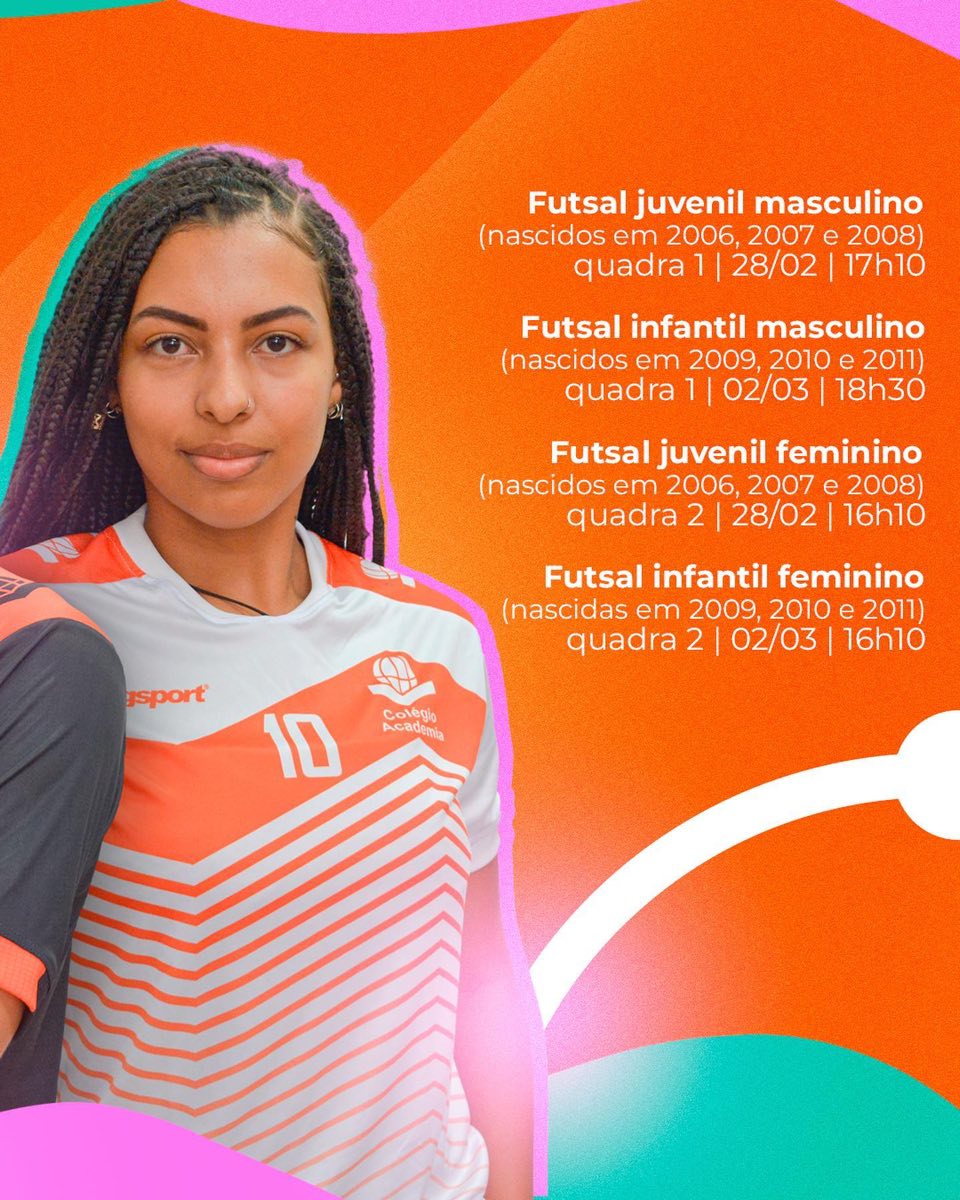 Futsal juvenil masculino
(nascidos em 2006, 2007 e 2008)
quadra 1 | 28/02 | 17h10
Futsal infantil masculino
(nascidos em 2009, 2010 e 2011)
quadra 1 | 02/03 | 18h30
Futsal juvenil feminino
(nascidos em 2006, 2007 e 2008)
quadra 2 | 28/02 | 16h10
Futsal infantil feminino
(nascidas em 2009, 2010 e 2011)
quadra 2 | 02/03 | 16h10
gsport®
10
Colégio
Academia